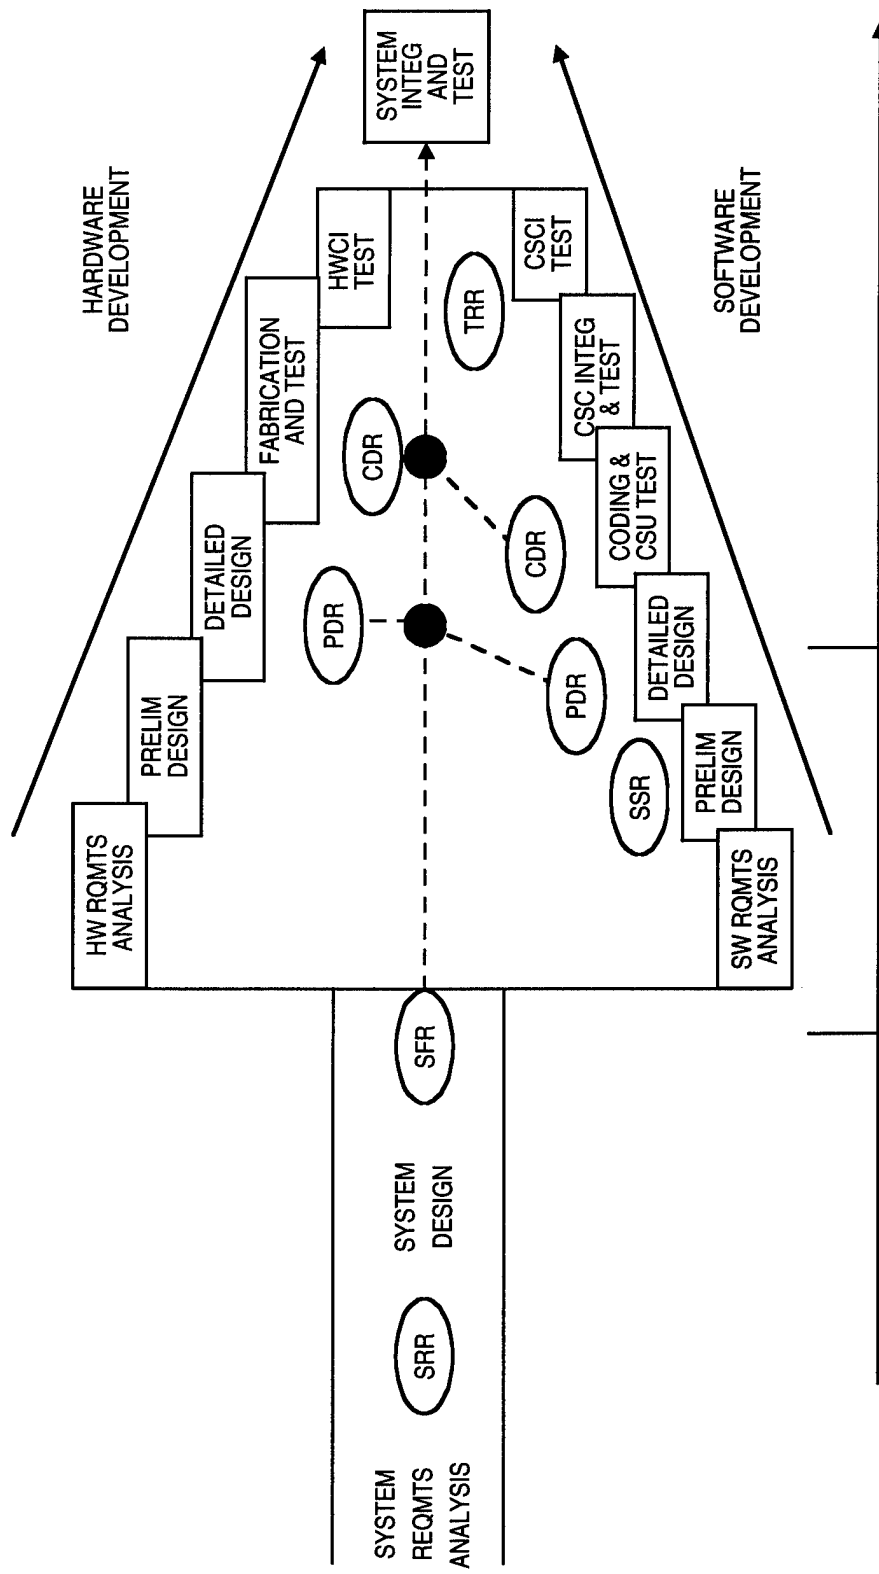 HARDWARE
DEVELOPMENT
HW RQMTS
ANALYSIS
PRELIM
DESIGN
DETAILED
DESIGN
FABRICATION
AND TEST
HWCI
TEST
PDR
CDR
SYSTEM
REQMTS
ANALYSIS
SRR
SYSTEM
DESIGN
SFR
SYSTEM
INTEG
AND
TEST
TRR
CDR
PDR
SSR
SW RQMTS
ANALYSIS
PRELIM
DESIGN
DETAILED
DESIGN
CODING &
CSU TEST
CSC INTEG
& TEST
CSCI
TEST
SOFTWARE
DEVELOPMENT